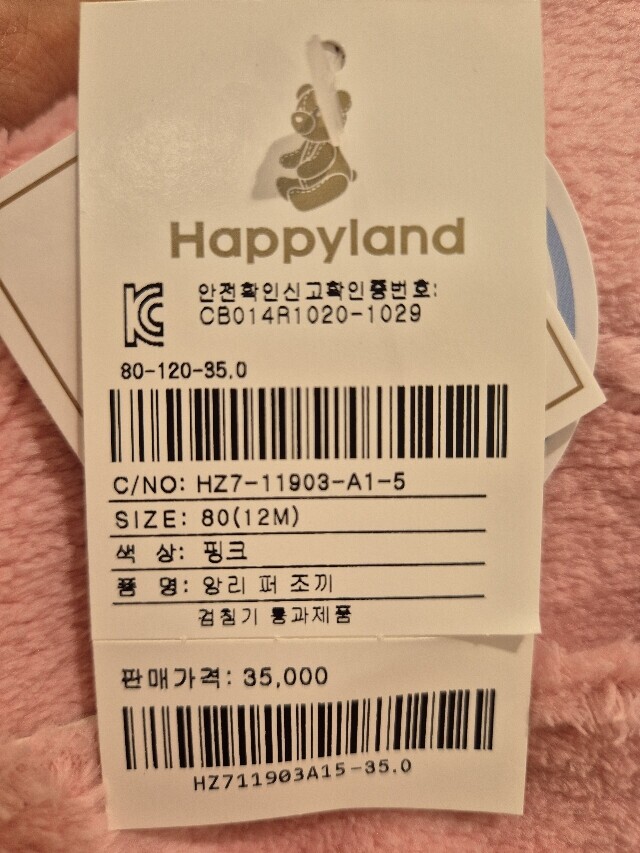 Happyland
안전확인신고확인증번호:
CB014R1020-1029
80-120-35.0
C/NO: HZ7-11903-A1-5
SIZE: 80(12M)
색 상: 핑크
품 명: 앙리 퍼 조끼
검침기 통과제품
판매가격: 35,000
HZ711903A15-35.0